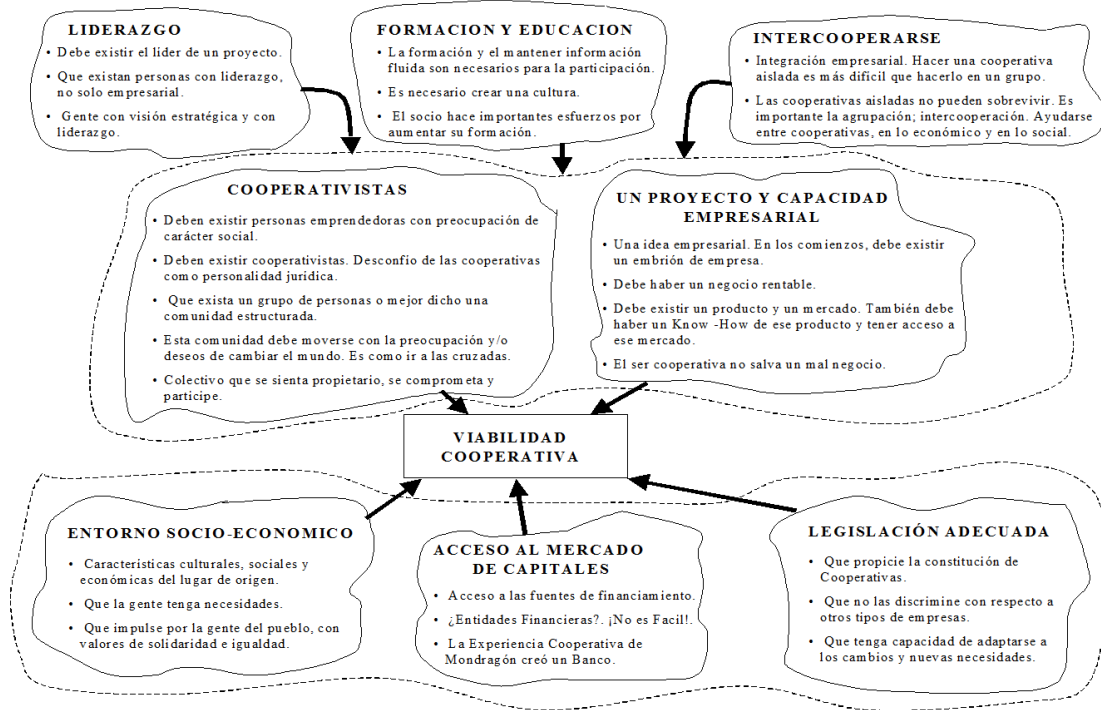 LIDERAZGO
• Debe existir el lider de un proyecto.
• Que existan personas con liderazgo,
no solo empresarial.
• Gente con visión estratégica y con
liderazgo.
FORMACION Y EDUCACION
• La formación y el mantener información
fluida son necesarios para la participación.
• Es necesario crear una cultura.
• El socio hace importantes esfuerzos por
aumentar su formación.
INTERCOOPERARSE
• Integración empresarial. Hacer una cooperativa
aislada es más dificil que hacerlo en un grupo.
• Las cooperativas aisladas no pueden sobrevivir. Es
importante la agrupación; intercooperación. Ayudarse
entre cooperativas, en lo económico y en lo social.
COOPERATIVISTAS
• Deben existir personas emprendedoras con preocupación de
carácter social.
• Deben existir cooperativistas. Desconfio de las cooperativas
como personalidad juridica.
• Que exista un grupo de personas o mejor dicho una
comunidad estructurada.
• Esta comunidad debe moverse con la preocupación y/o
deseos de cambiar el mundo. Es como ir a las cruzadas.
• Colectivo que se sienta propietario, se comprometa y
participe.
UN PROYECTO Y CAPACIDAD
EMPRESARIAL
• Una idea empresarial. En los comienzos, debe existir
un embrión de empresa.
• Debe haber un negocio rentable.
• Debe existir un producto y un mercado. También debe
haber un Know -How de ese producto y tener acceso a
ese mercado.
• El ser cooperativa no salva un mal negocio.
VIABILIDAD
COOPERATIVA
ENTORNO SOCIO-ECONOMICO
• Caracteristicas culturales, sociales y
económicas del lugar de origen.
• Que la gente tenga necesidades.
• Que impulse por la gente del pueblo, con
valores de solidaridad e igualdad.
ACCESO AL MERCADO
DE CAPITALES
• Acceso a las fuentes de financiamiento.
• ¿Entidades Financieras?. ¡No es Facil!.
• La Experiencia Cooperativa de
Mondragón creó un Banco.
LEGISLACIÓN ADECUADA
• Que propicie la constitución de
Cooperativas.
• Que no las discrimine con respecto a
otros tipos de empresas.
• Que tenga capacidad de adaptarse a
los cambios y nuevas necesidades.